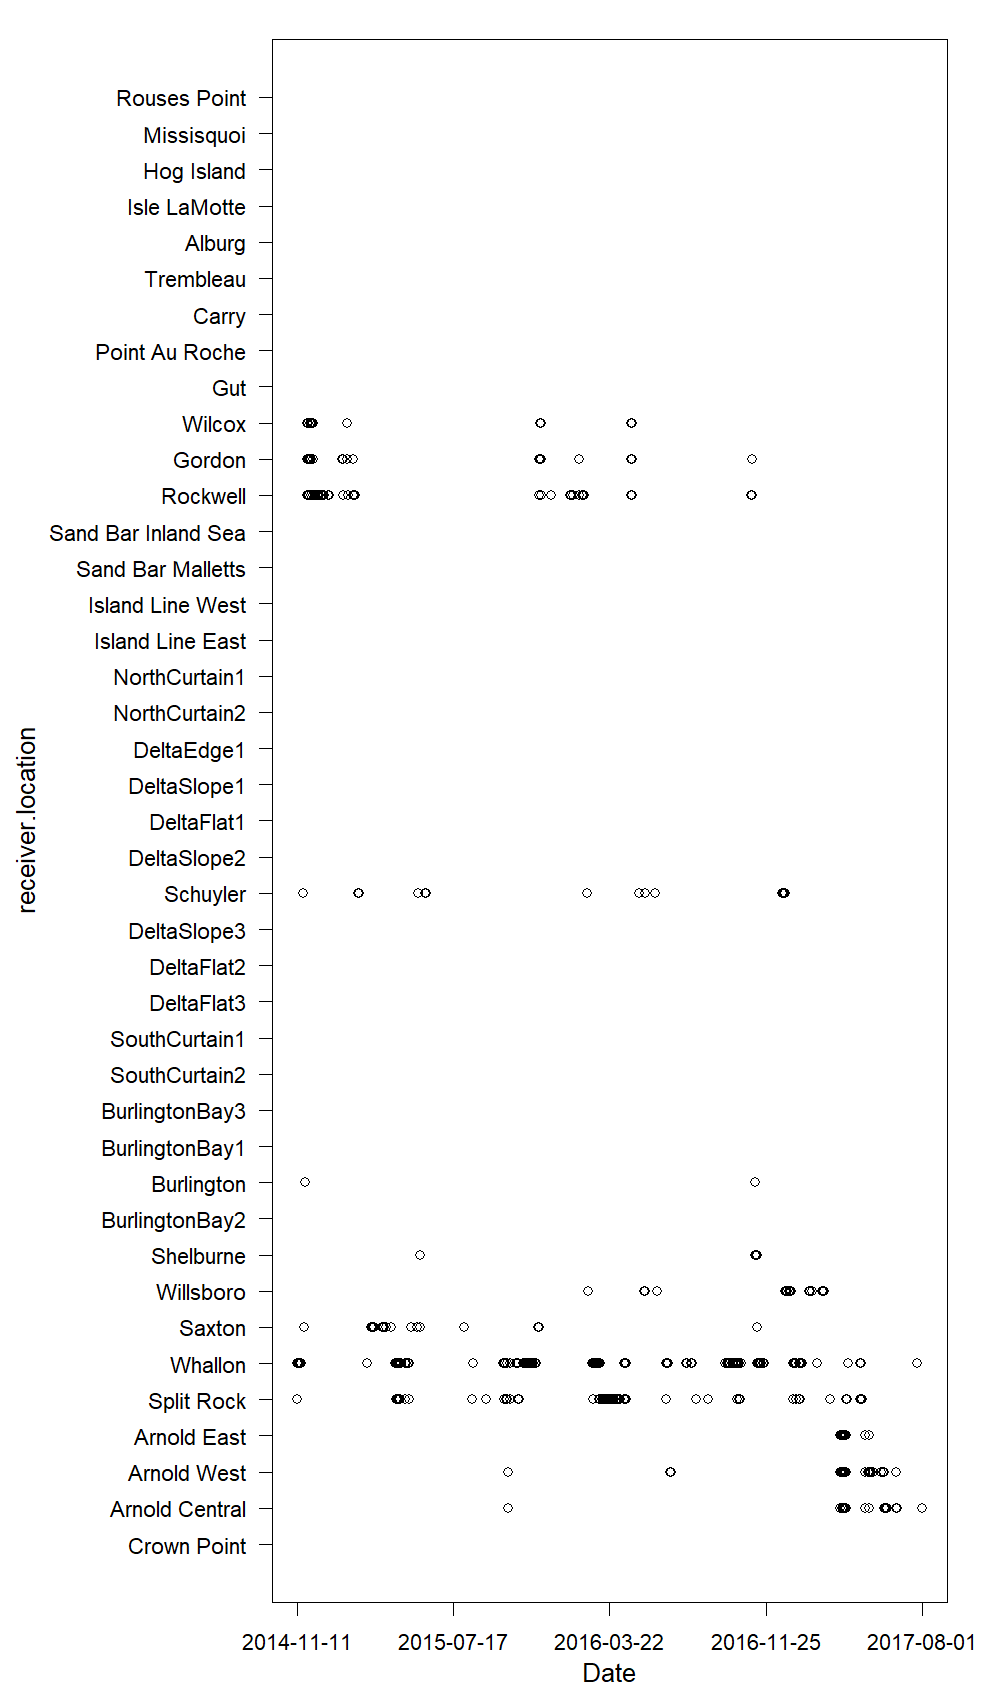 Rouses Point
Missisquoi
Hog Island
Isle LaMotte
Alburg
Trembleau
Carry
Point Au Roche
Gut
Wilcox
Gordon
Rockwell
Sand Bar Inland Sea
Sand Bar Malletts
Island Line West
Island Line East
NorthCurtain1
NorthCurtain2
DeltaEdge1
DeltaSlope1
DeltaFlat1
DeltaSlope2
Schuyler
DeltaSlope3
DeltaFlat2
DeltaFlat3
SouthCurtain1
SouthCurtain2
BurlingtonBay3
BurlingtonBay1
Burlington
BurlingtonBay2
Shelburne
Willsboro
Saxton
Whallon
Split Rock
Arnold East
Arnold West
Arnold Central
Crown Point
receiver.location
2014-11-11 2015-07-17 2016-03-22 2016-11-25 2017-08-01
Date